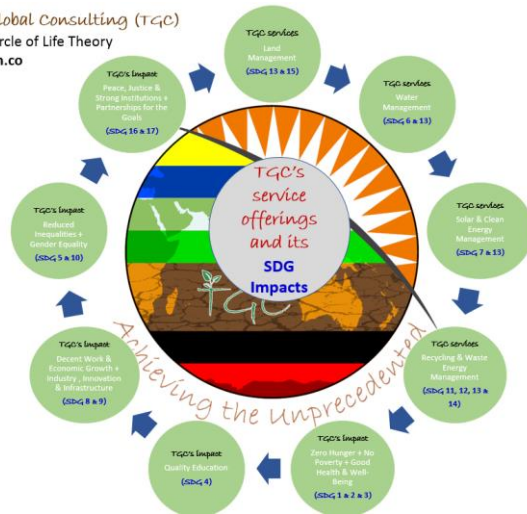 lobal Consulting (TGC)
rcle of Life Theory
n.co
TGC services
Land
Management
(SDG 13 & 15)
TGC services
Water
Management
(SDG 6 & 13)
TGC services
Solar & Clean
Energy
Management
(SDG 7 & 13)
TGC services
Recycling & Waste
Energy
Management
(SDG 11, 12, 13 &
14)
TGC's impact
Zero Hunger + No
Poverty + Good
Health & Well-
Being
(SDG 1 & 2 & 3)
TGC's impact
Quality Education
(SDG 4)
TGC's impact
Decent Work &
Economic Growth +
Industry , Innovation
& Infrastructure
(SDG 8 & 9)
TGC's impact
Reduced
Inequalities +
Gender Equality
(SDG 5 & 10)
TGC's impact
Peace, Justice &
Strong Institutions +
Partnerships for the
Goals
(SDG 16 & 17)
TGC's
service
offerings
and its
SDG
Impacts
TGC
Achieving the Unprecedented